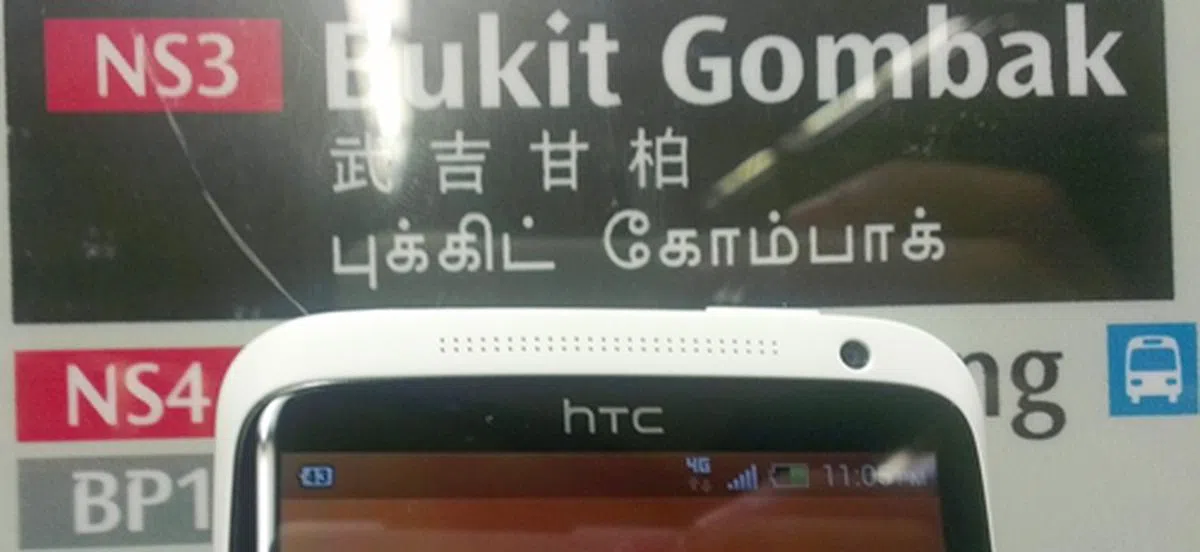 NS3 Bukit Gombak
武吉甘柏
புக்கிட் கோம்பாக்
NS4
BP1
hTC
4G